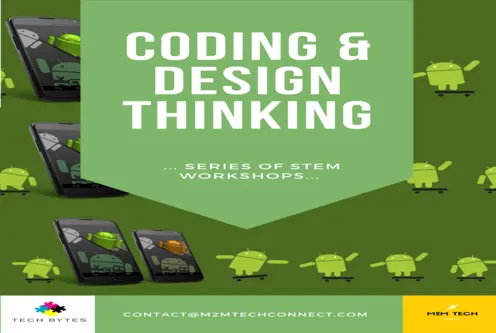 CODING &
DESIGN
THINKING
... SERIES OF STEM
WORKSHOPS...
TECH BYTES
CONTACT@M2MTECHCONNECT.COM
M2M TECH